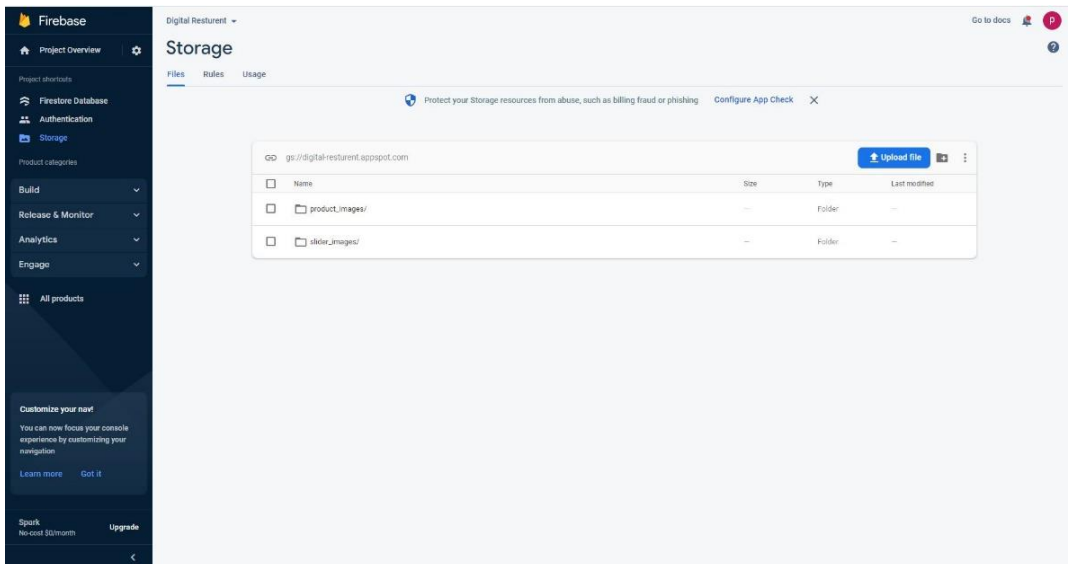 Firebase
Project Overview
Project shortcuts
Firestore Database
Authentication
Storage
Product categories
Build
Release & Monitor
Analytics
Engage
All products
Customize your nav!
You can now focus your console
experience by customizing your
navigation
Learn more Got it
Spark
No-cost $0/month
Upgrade
Digital Resturent
Go to docs
P
Storage
Files Rules Usage
Protect your Storage resources from abuse, such as billing fraud or phishing Configure App Check
gs://digital-resturent.appspot.com
Upload file
Name Size Type Last modified
product_images/ — Folder —
slider_images/ — Folder —